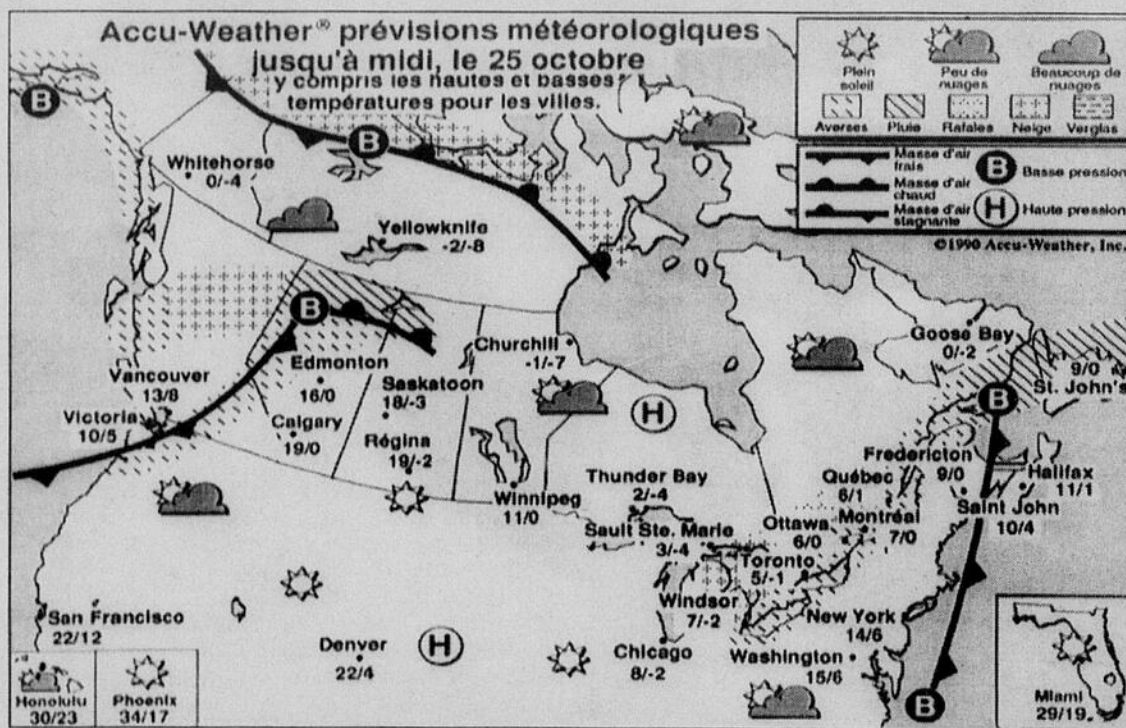 Accu-Weather® prévisions météorologiques
jusqu'à midi, le 25 octobre
y compris les hautes et basses
températures pour les villes.
Plein
soleil
Peu de
nuages
Beaucoup de
nuages
Averses
Pluie
Rafales
Neige
Verglas
Masse d'air
frais
Masse d'air
chaud
Masse d'air
stagnante
B
Basse pression
H
Haute pression
©1990 Accu-Weather, Inc.
B
B
Whitehorse
0/-4
Yellowknife
-2/-8
B
Edmonton
16/0
Churchill
-1/-7
Goose Bay
0/-2
9/0
St. John's
Vancouver
13/8
Saskatoon
18/-3
Victoria
10/5
Calgary
19/0
Régina
19/-2
H
B
Winnipeg
11/0
Thunder Bay
2/-4
Fredericton
9/0
Halifax
11/1
Québec
6/1
Saint John
10/4
Sault Ste. Marie
3/-4
Ottawa
6/0
Montréal
7/0
Toronto
5/-1
Windsor
7/-2
New York
14/6
San Francisco
22/12
Denver
22/4
H
Chicago
8/-2
Washington
15/6
B
Honolulu
30/23
Phoenix
34/17
Miami
29/19